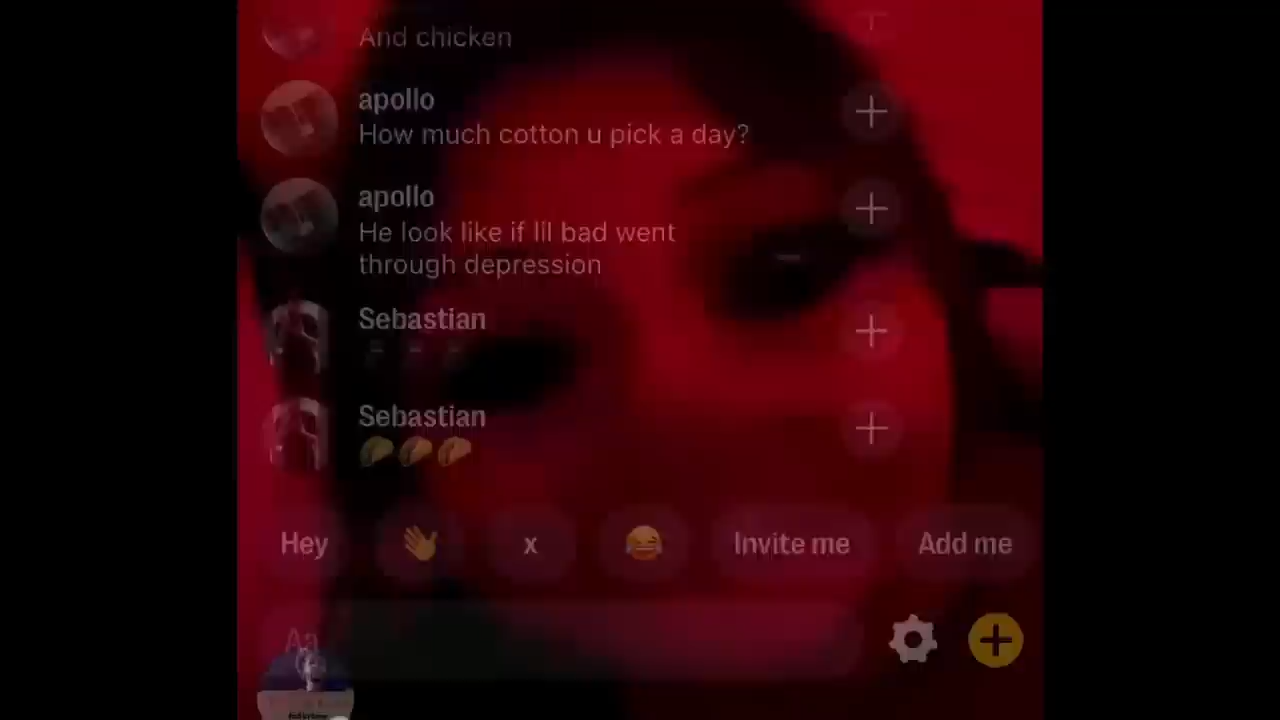 And chicken
apollo
How much cotton u pick a day?
apollo
He look like if lil bad went
through depression
Sebastian
Sebastian
🌮🌮🌮
Hey 👋 x 😂 Invite me Add me
Aa